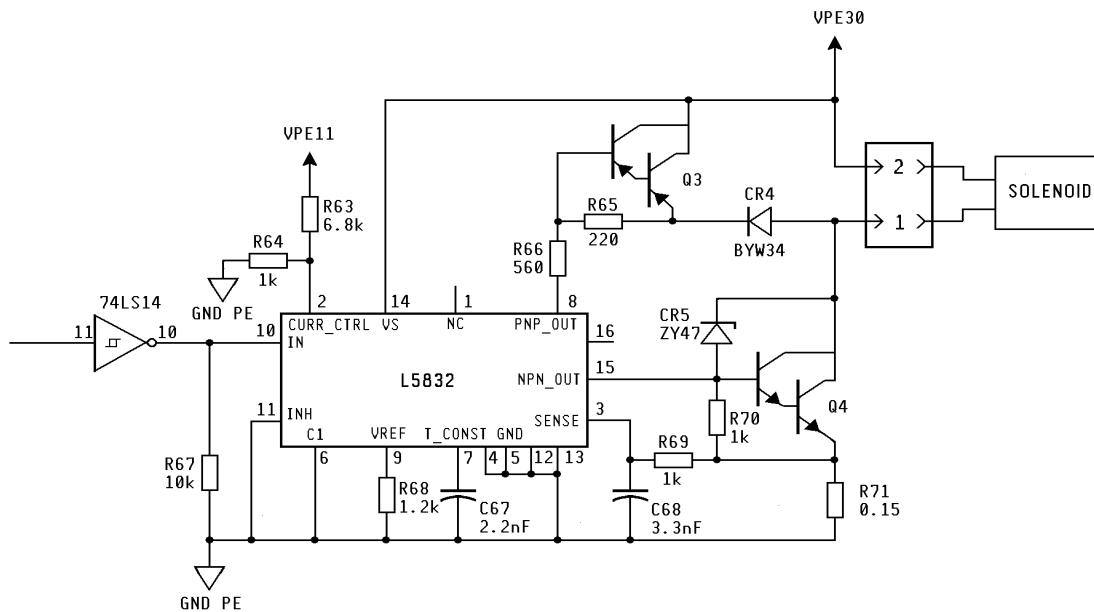 VPE30
VPE11
R63
6.8k
R64
1k
GND PE
Q3
R65
220
CR4
BYW34
2
1
SOLENOID
R66
560
74LS14
11
10
10
2
14
1
8
CURR_CTRL
VS
NC
PNP_OUT
IN
16
L5832
NPN_OUT
15
CR5
ZY47
Q4
11
INH
SENSE
3
C1
VREF
T_CONST
GND
6
9
7
4
5
12
13
R70
1k
R69
1k
R67
10k
R68
1.2k
C67
2.2nF
C68
3.3nF
R71
0.15
GND PE